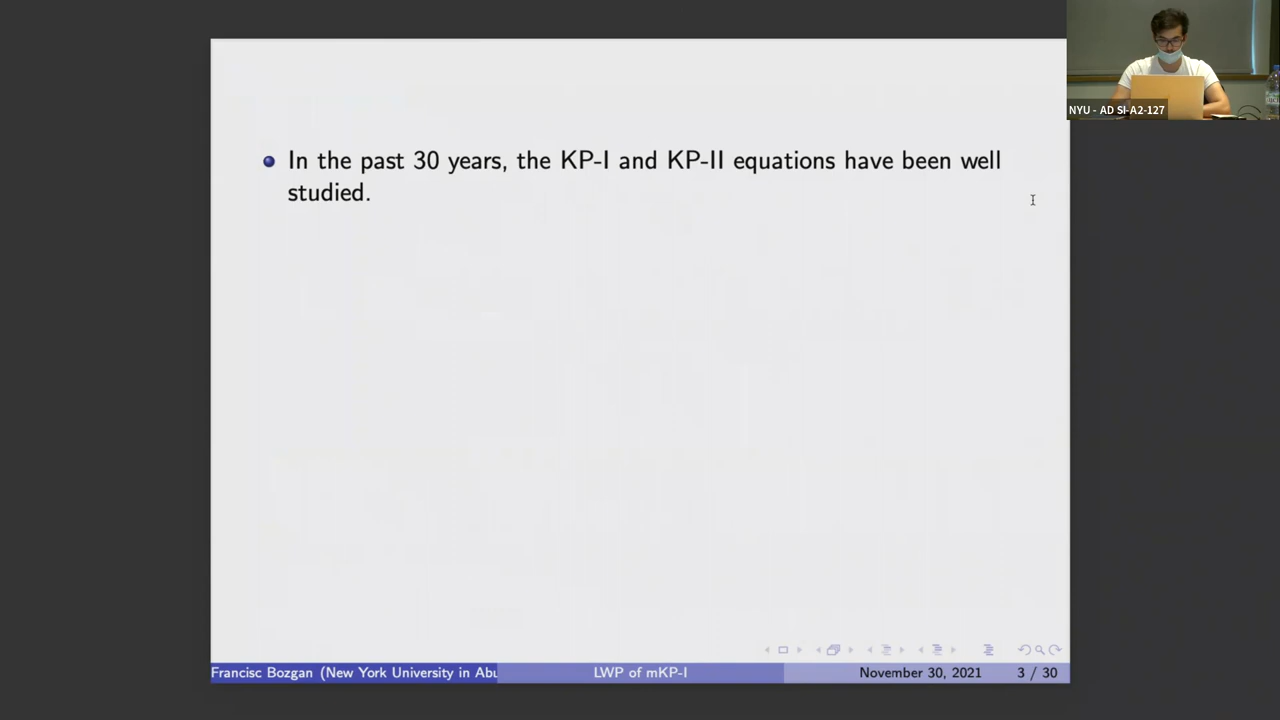 NYU - AD SI-A2-127
In the past 30 years, the KP-I and KP-II equations have been well
studied.
Francisc Bozgan (New York University in Abu
LWP of mKP-I
November 30, 2021
3 / 30